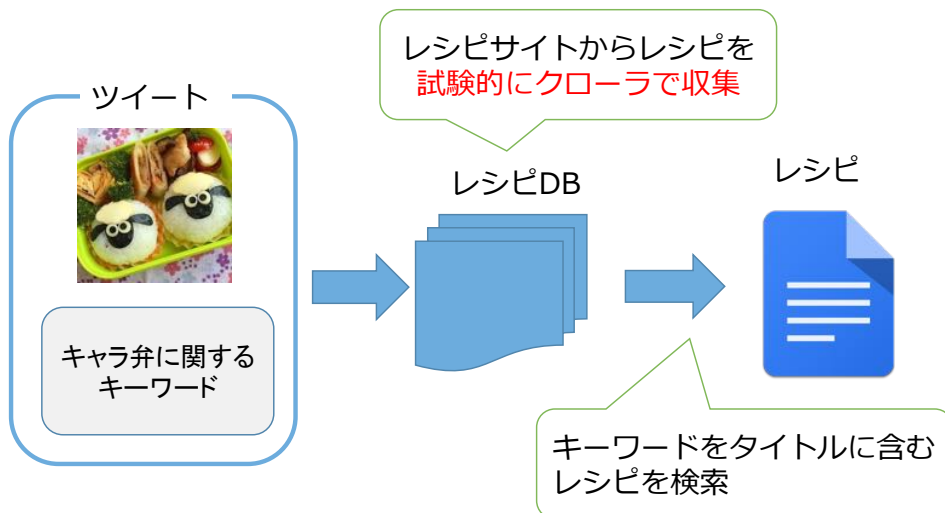 レシピサイトからレシピを
試験的にクローラで収集
ツイート
レシピDB
レシピ
キャラ弁に関する
キーワード
キーワードをタイトルに含む
レシピを検索